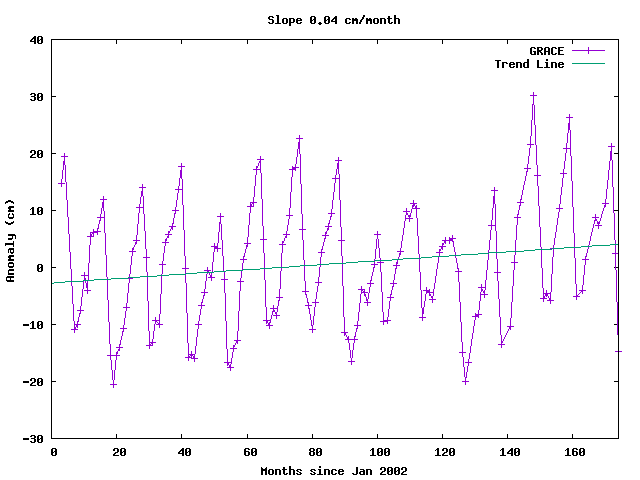 Slope 0.04 cm/month
GRACE
Trend Line
40
30
20
10
0
-10
-20
-30
Anomaly (cm)
0 20 40 60 80 100 120 140 160
Months since Jan 2002